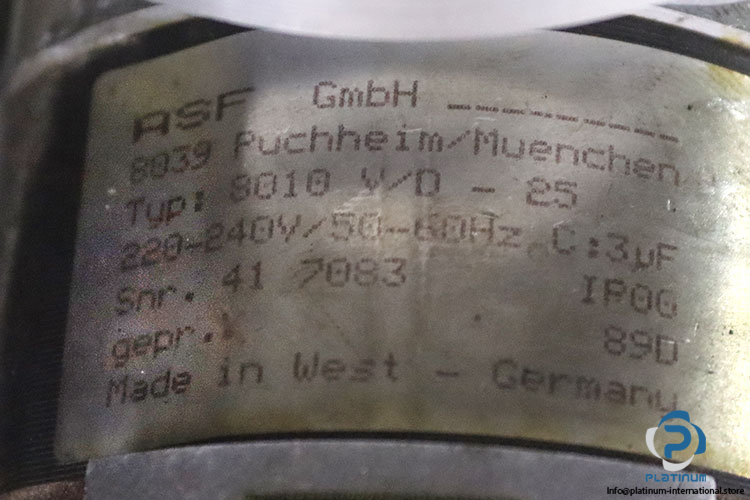 ASF GmbH _________
8039 Puchheim/Muenchen
Typ: 8010 V/D - 25
220-240V/50-60Hz C:3µF
Snr. 41 7083 IP00
gepr. 89D
Made in West - Germany
PLATINUM
Info@platinum-international.store